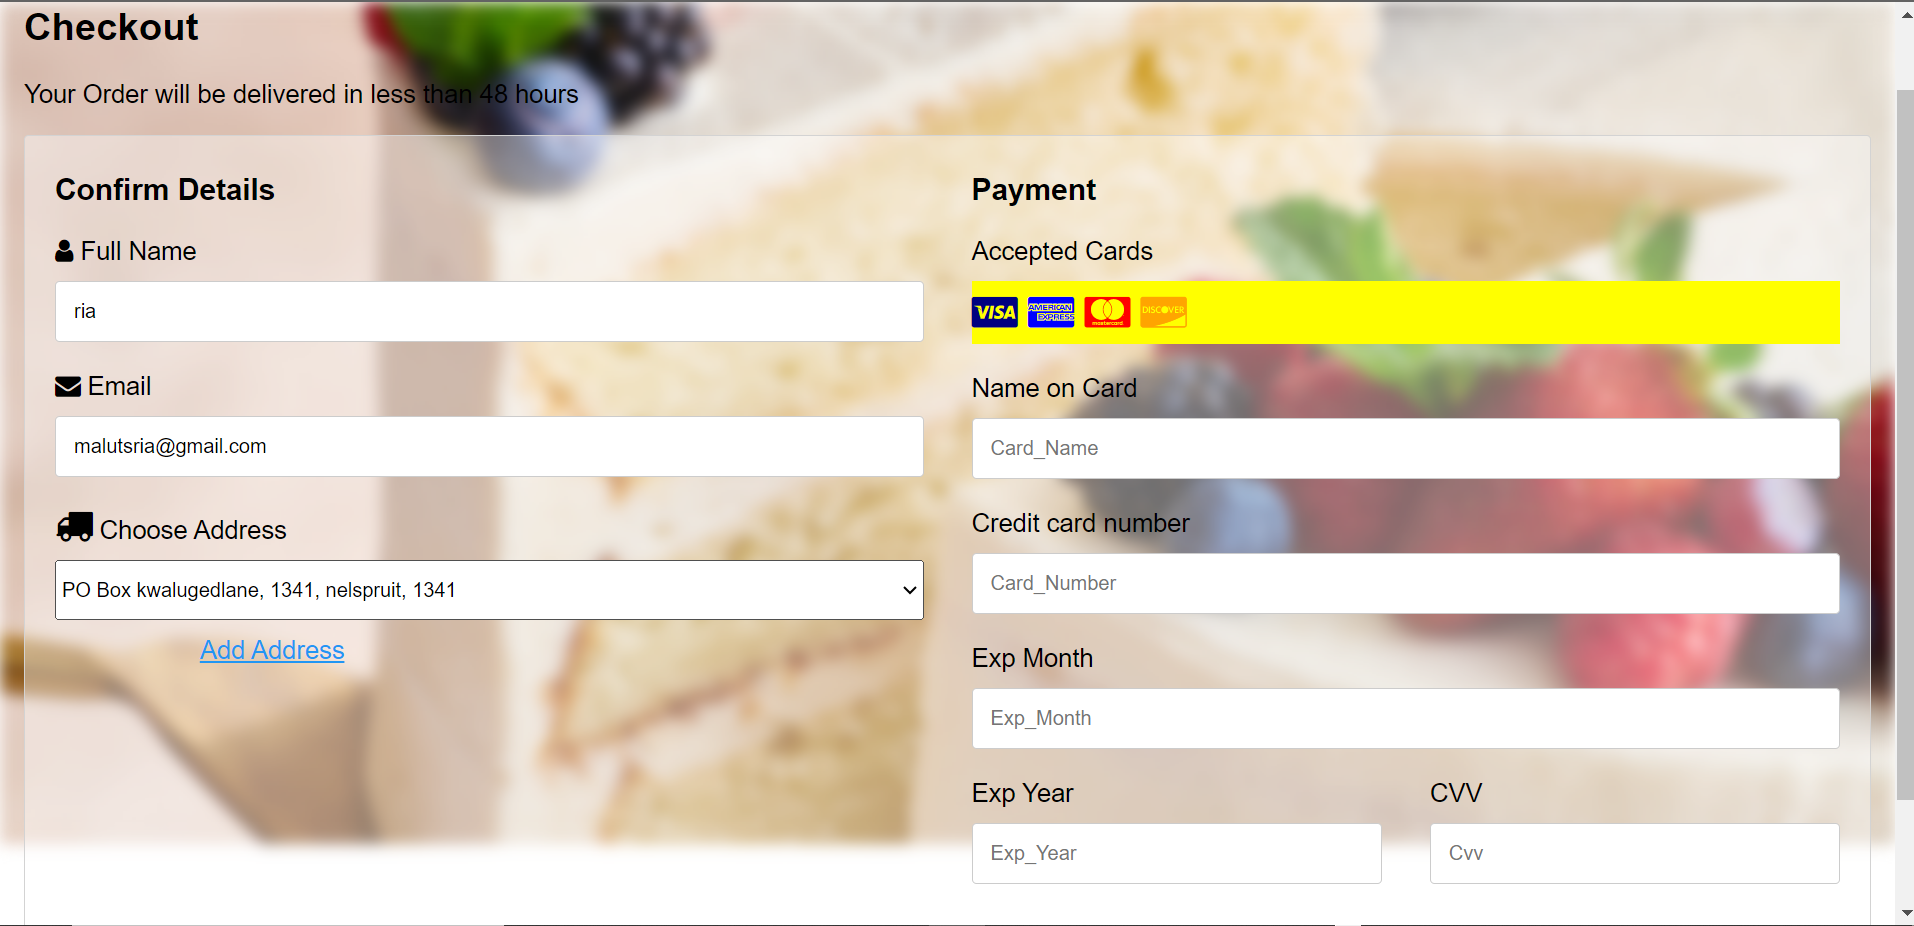 Checkout
Your Order will be delivered in less than 48 hours
Confirm Details
Full Name
ria
Email
malutsria@gmail.com
Choose Address
PO Box kwalugedlane, 1341, nelspruit, 1341
Add Address
Payment
Accepted Cards
VISA AMERICAN EXPRESS mastercard DISCOVER
Name on Card
Card_Name
Credit card number
Card_Number
Exp Month
Exp_Month
Exp Year CVV
Exp_Year Cvv